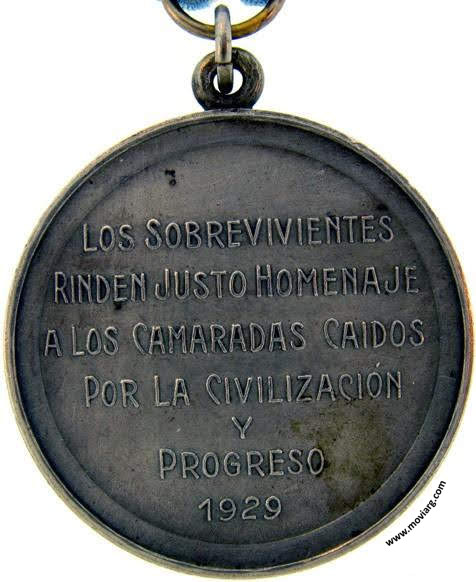 LOS SOBREVIVIENTES
RINDEN JUSTO HOMENAJE
A LOS CAMARADAS CAIDOS
POR LA CIVILIZACIÓN
Y
PROGRESO
1929
www.moviarg.com